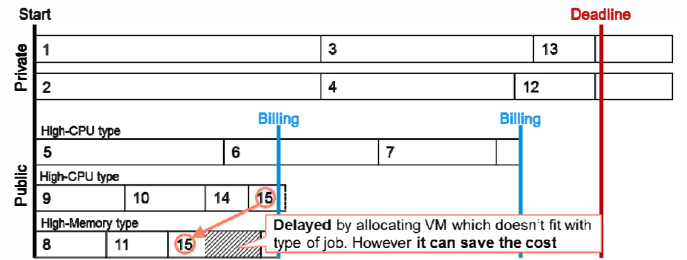 Start Deadline
Private
1 3 13
2 4 12
Billing Billing
Public
High-CPU type
5 6 7
High-CPU type
9 10 14 15
High-Memory type
8 11 15
Delayed by allocating VM which doesn't fit with
type of job. However it can save the cost